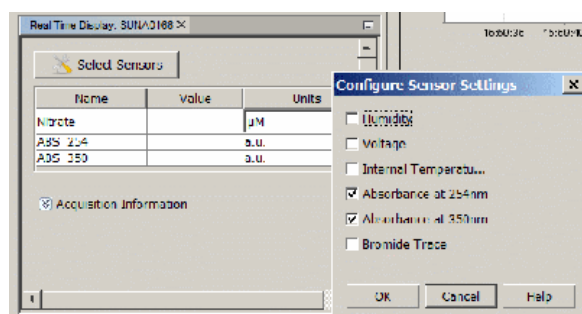 Real Time Display: SUNA0168
Select Sensors
Name Value Units
Nitrate µM
ABS 254 a.u.
ABS 350 a.u.
Acquisition Information
Configure Sensor Settings
Humidity
Voltage
Internal Temperatu...
Absorbance at 254nm
Absorbance at 350nm
Bromide Trace
OK Cancel Help